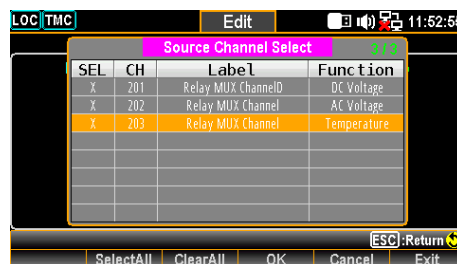 LOC TMC Edit 11:52:55
Source Channel Select 3/3
SEL CH Label Function
X 201 Relay MUX ChannelD DC Voltage
X 202 Relay MUX Channel AC Voltage
X 203 Relay MUX Channel Temperature
ESC:Return
SelectAll ClearAll OK Cancel Exit